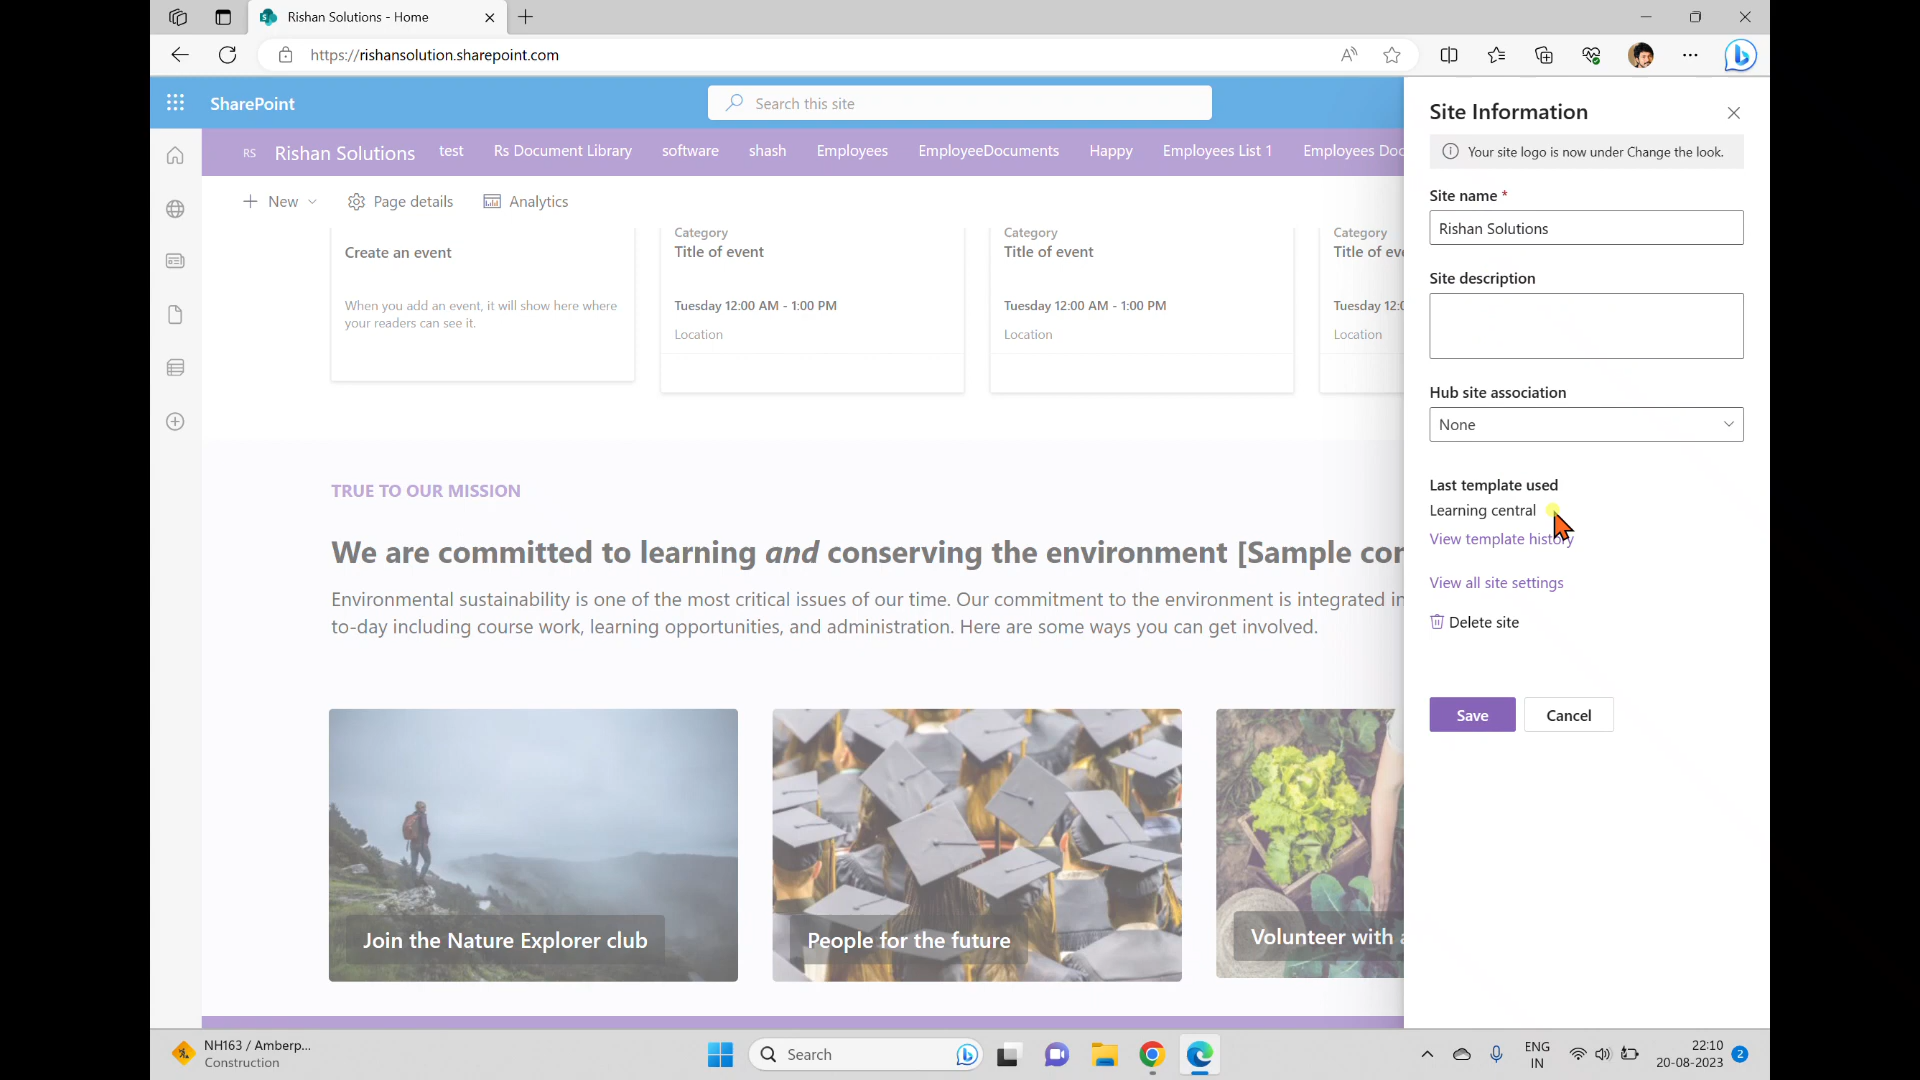 Rishan Solutions - Home
https://rishansolution.sharepoint.com
SharePoint
Search this site
RS Rishan Solutions test Rs Document Library software shash Employees EmployeeDocuments Happy Employees List 1 Employees Doc
New Page details Analytics
Create an event
When you add an event, it will show here where
your readers can see it.
Category
Title of event
Tuesday 12:00 AM - 1:00 PM
Location
Category
Title of event
Tuesday 12:00 AM - 1:00 PM
Location
Category
Title of eve
Tuesday 12:0
Location
TRUE TO OUR MISSION
We are committed to learning and conserving the environment [Sample cor
Environmental sustainability is one of the most critical issues of our time. Our commitment to the environment is integrated in
to-day including course work, learning opportunities, and administration. Here are some ways you can get involved.
Join the Nature Explorer club
People for the future
Volunteer with a
Site Information
Your site logo is now under Change the look.
Site name *
Rishan Solutions
Site description
Hub site association
None
Last template used
Learning central
View template history
View all site settings
Delete site
Save Cancel
NH163 / Amberp...
Construction
Search
ENG
IN
22:10
20-08-2023
2